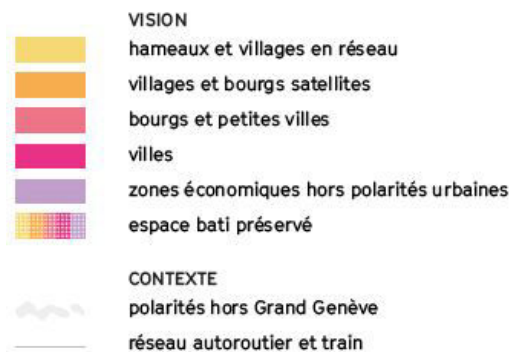 VISION
hameaux et villages en réseau
villages et bourgs satellites
bourgs et petites villes
villes
zones économiques hors polarités urbaines
espace bati préservé
CONTEXTE
polarités hors Grand Genève
réseau autoroutier et train